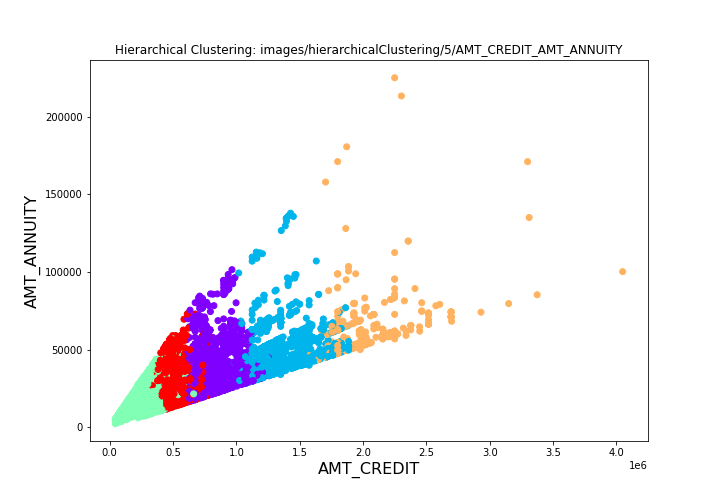 Hierarchical Clustering: images/hierarchicalClustering/5/AMT_CREDIT_AMT_ANNUITY
200000
150000
100000
50000
0
AMT_ANNUITY
0.0 0.5 1.0 1.5 2.0 2.5 3.0 3.5 4.0
1e6
AMT_CREDIT